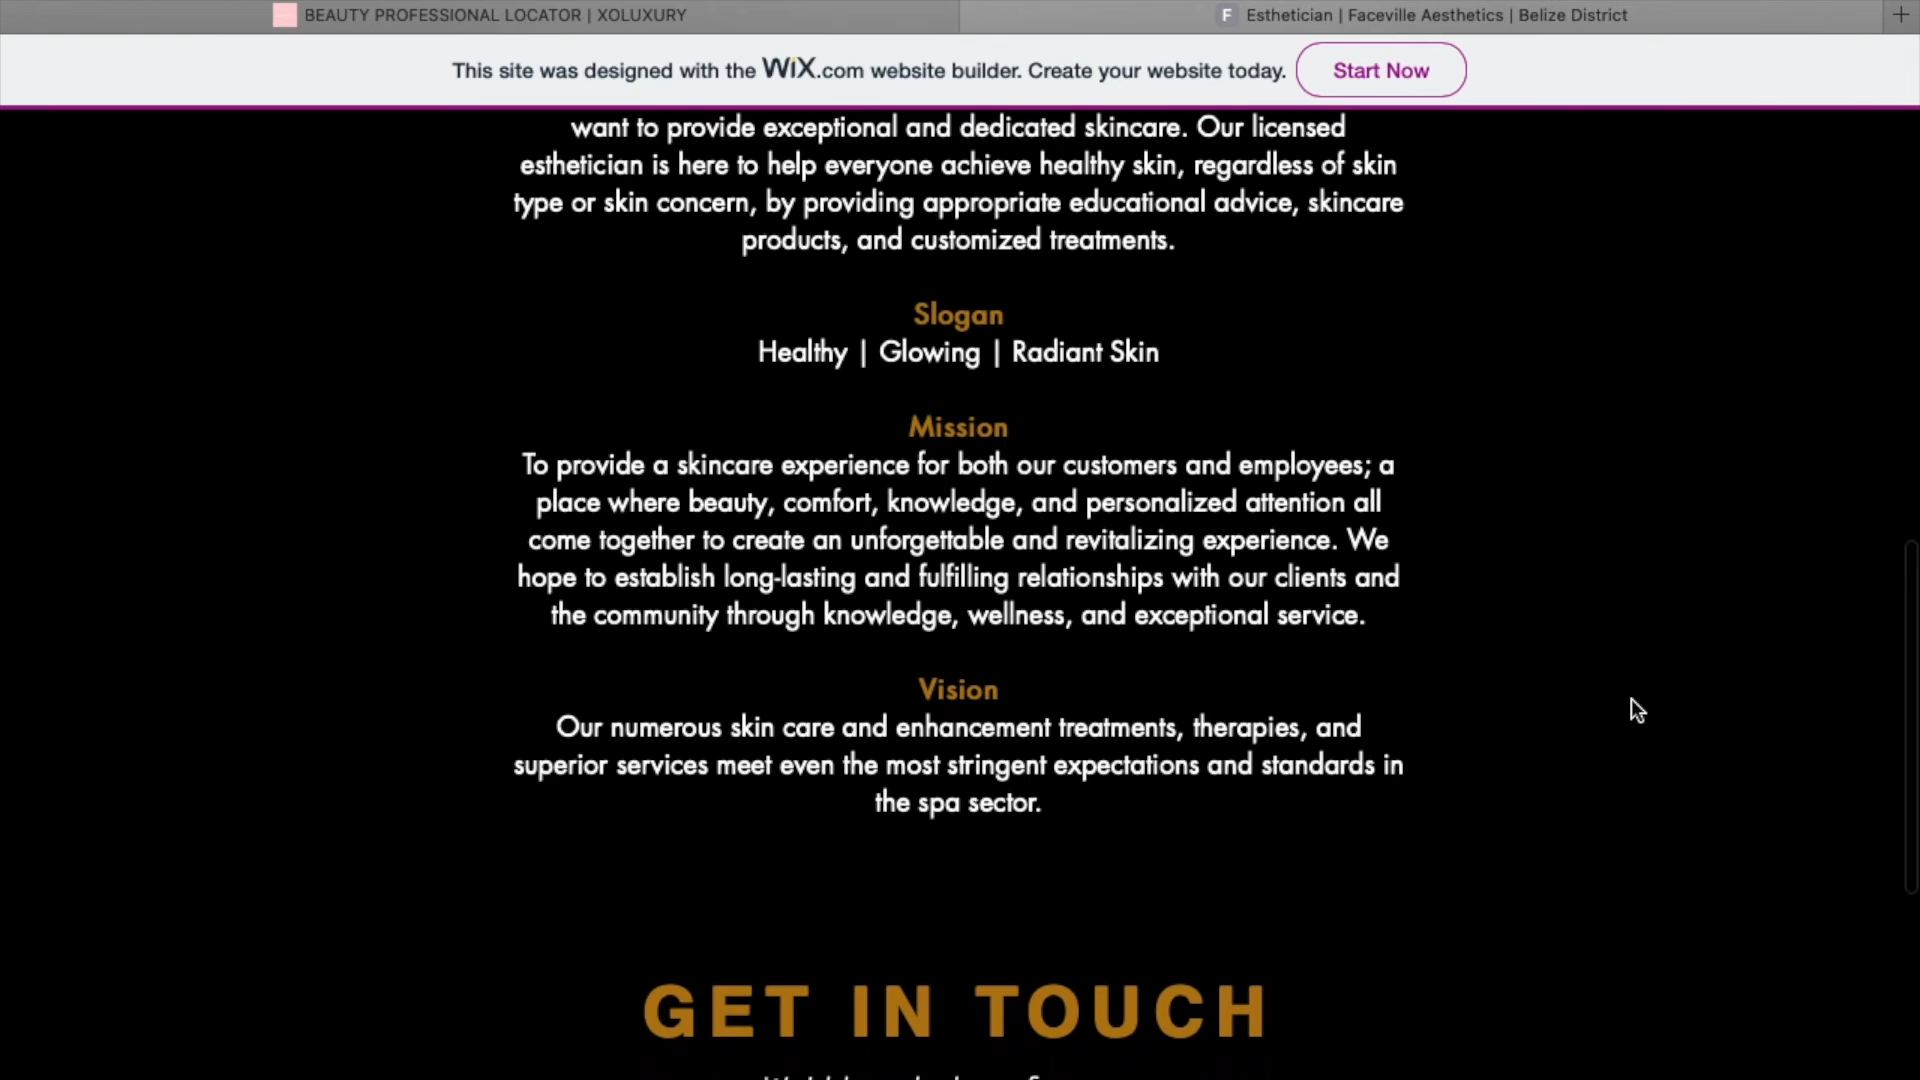 BEAUTY PROFESSIONAL LOCATOR | XOLUXURY
F Esthetician | Faceville Aesthetics | Belize District
This site was designed with the WiX.com website builder. Create your website today. Start Now
want to provide exceptional and dedicated skincare. Our licensed
esthetician is here to help everyone achieve healthy skin, regardless of skin
type or skin concern, by providing appropriate educational advice, skincare
products, and customized treatments.
Slogan
Healthy | Glowing | Radiant Skin
Mission
To provide a skincare experience for both our customers and employees; a
place where beauty, comfort, knowledge, and personalized attention all
come together to create an unforgettable and revitalizing experience. We
hope to establish long-lasting and fulfilling relationships with our clients and
the community through knowledge, wellness, and exceptional service.
Vision
Our numerous skin care and enhancement treatments, therapies, and
superior services meet even the most stringent expectations and standards in
the spa sector.
GET IN TOUCH